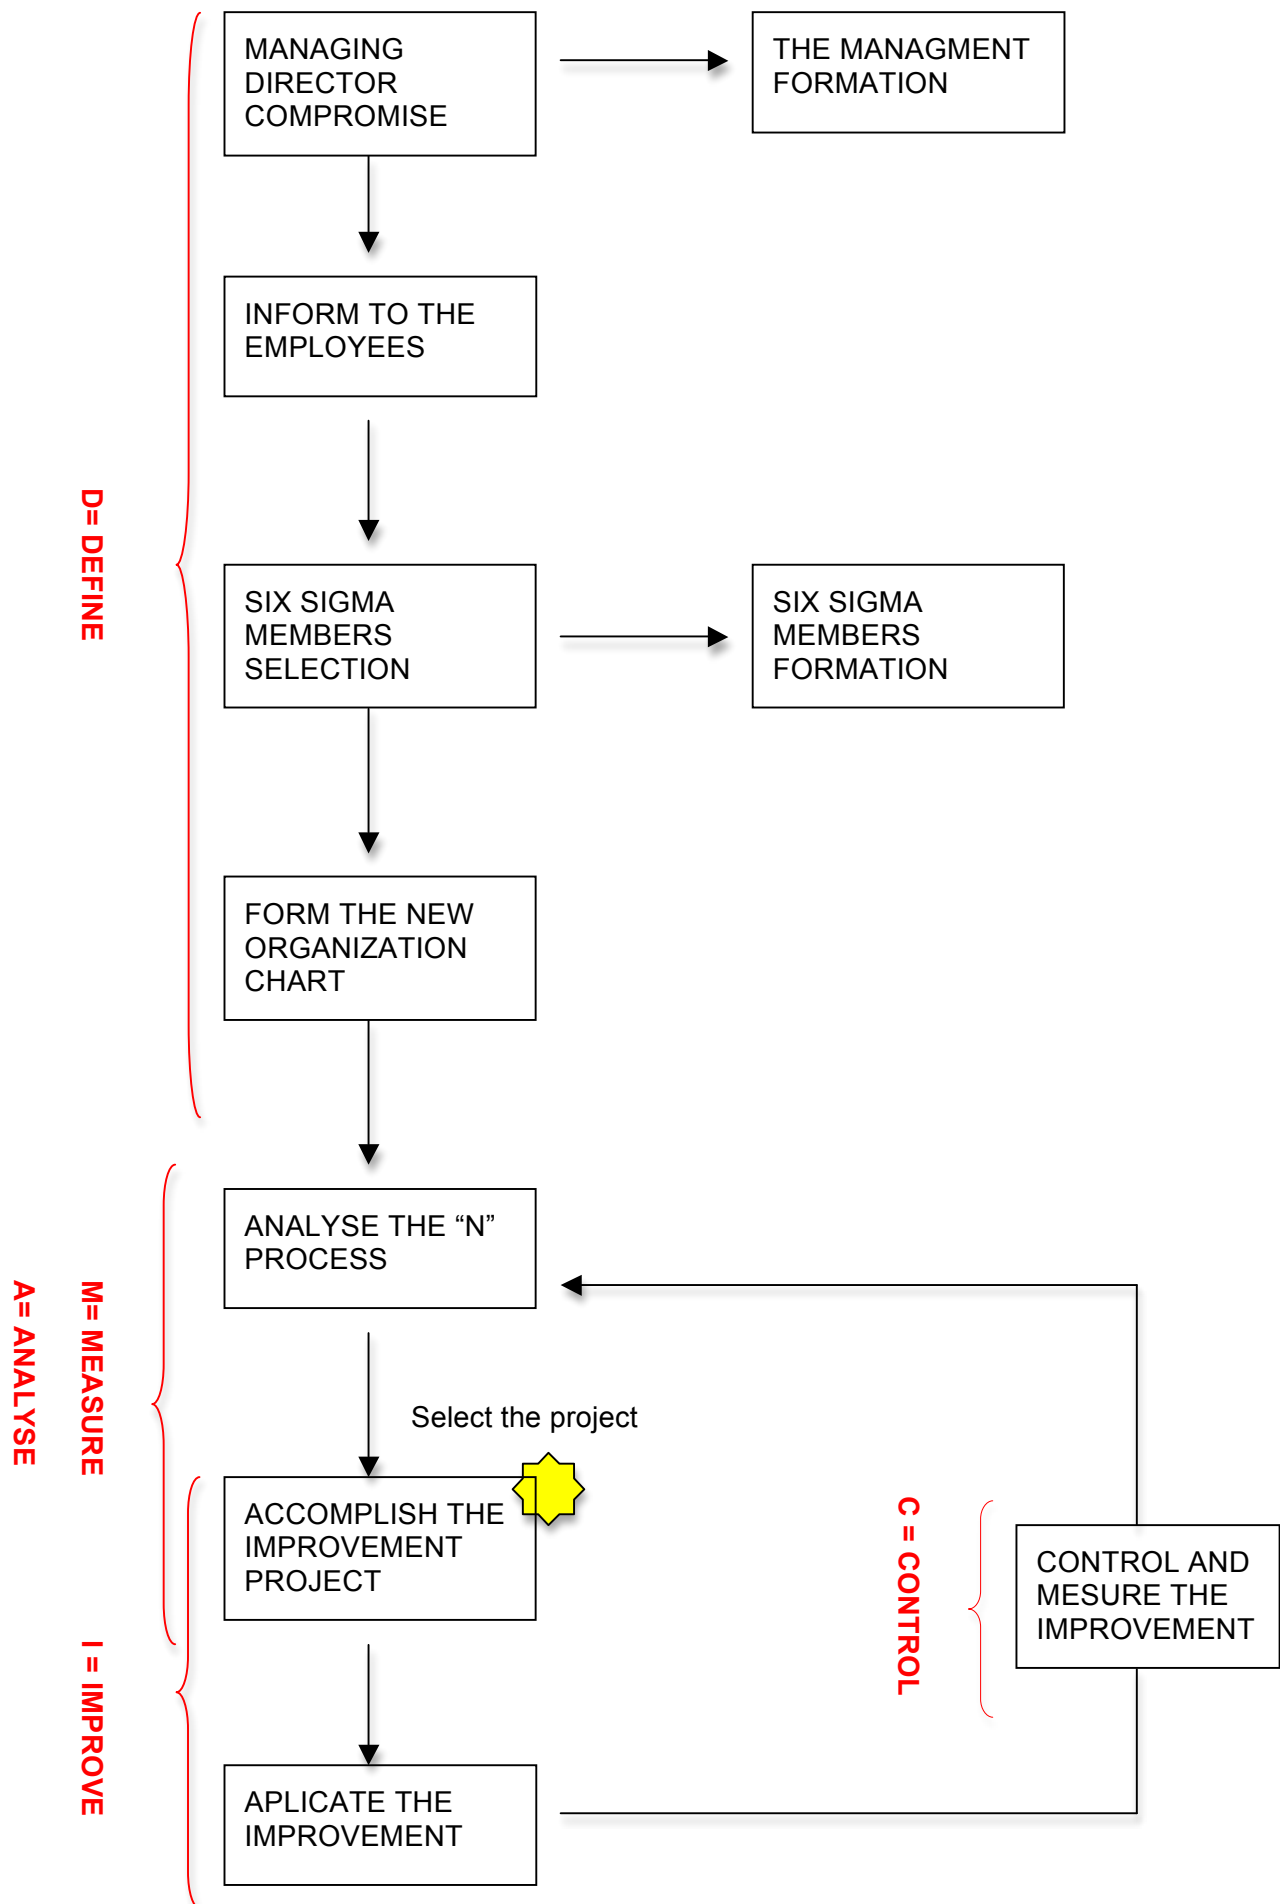 MANAGING
DIRECTOR
COMPROMISE
THE MANAGMENT
FORMATION
INFORM TO THE
EMPLOYEES
D= DEFINE
SIX SIGMA
MEMBERS
SELECTION
SIX SIGMA
MEMBERS
FORMATION
FORM THE NEW
ORGANIZATION
CHART
ANALYSE THE “N”
PROCESS
A= ANALYSE
M= MEASURE
Select the project
ACCOMPLISH THE
IMPROVEMENT
PROJECT
C = CONTROL
CONTROL AND
MESURE THE
IMPROVEMENT
I = IMPROVE
APLICATE THE
IMPROVEMENT